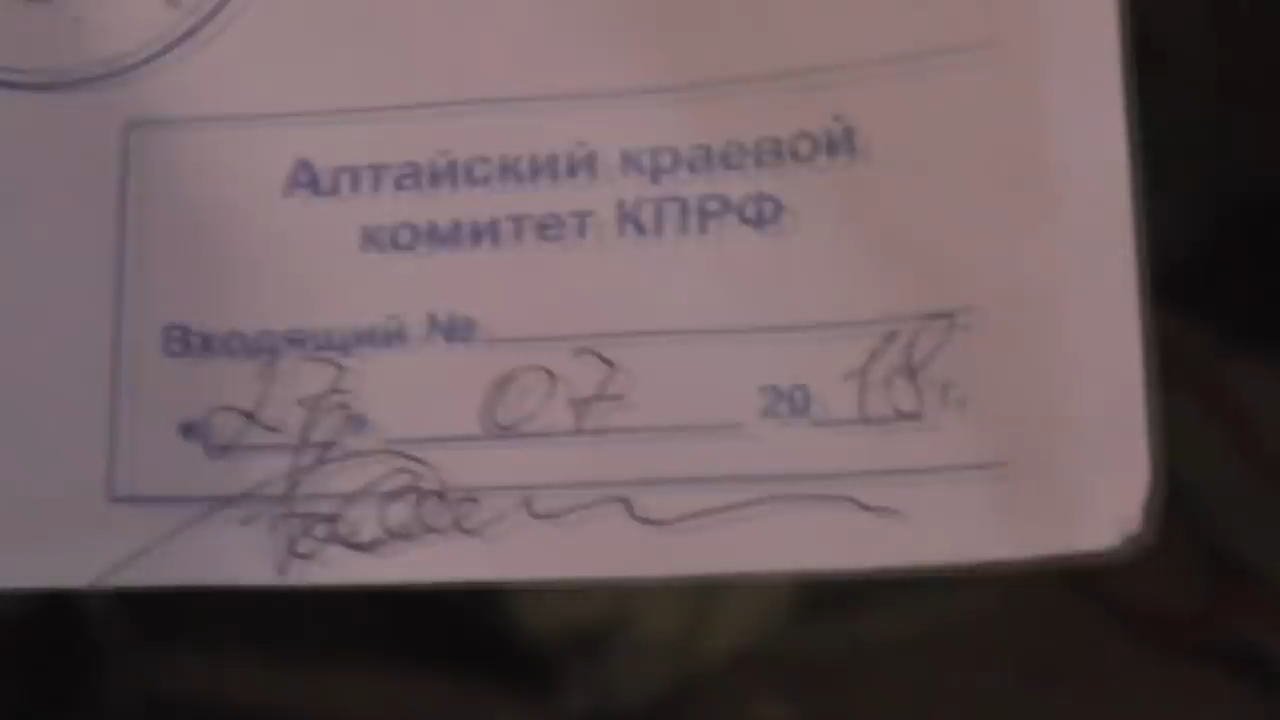 Алтайский краевой
комитет КПРФ
Входящий №
«27» 07 2018 г.